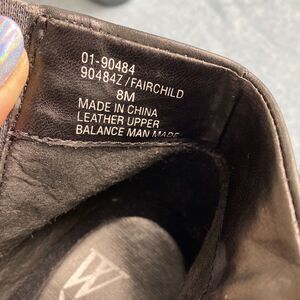 01-90484
90484Z/FAIRCHILD
8M
MADE IN CHINA
LEATHER UPPER
BALANCE MAN MADE
W